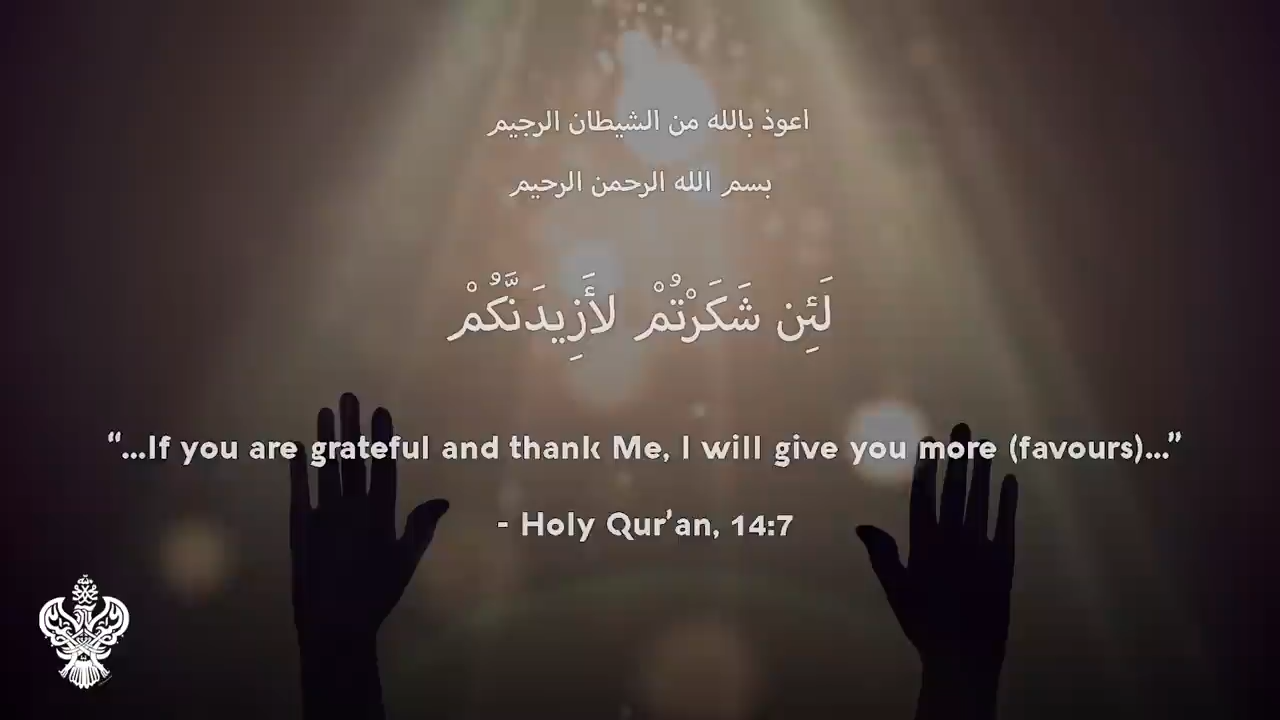 اعوذ بالله من الشيطان الرجيم
بسم الله الرحمن الرحيم
لَئِن شَكَرْتُمْ لأَزِيدَنَّكُمْ
“...If you are grateful and thank Me, I will give you more (favours)...”
- Holy Qur’an, 14:7